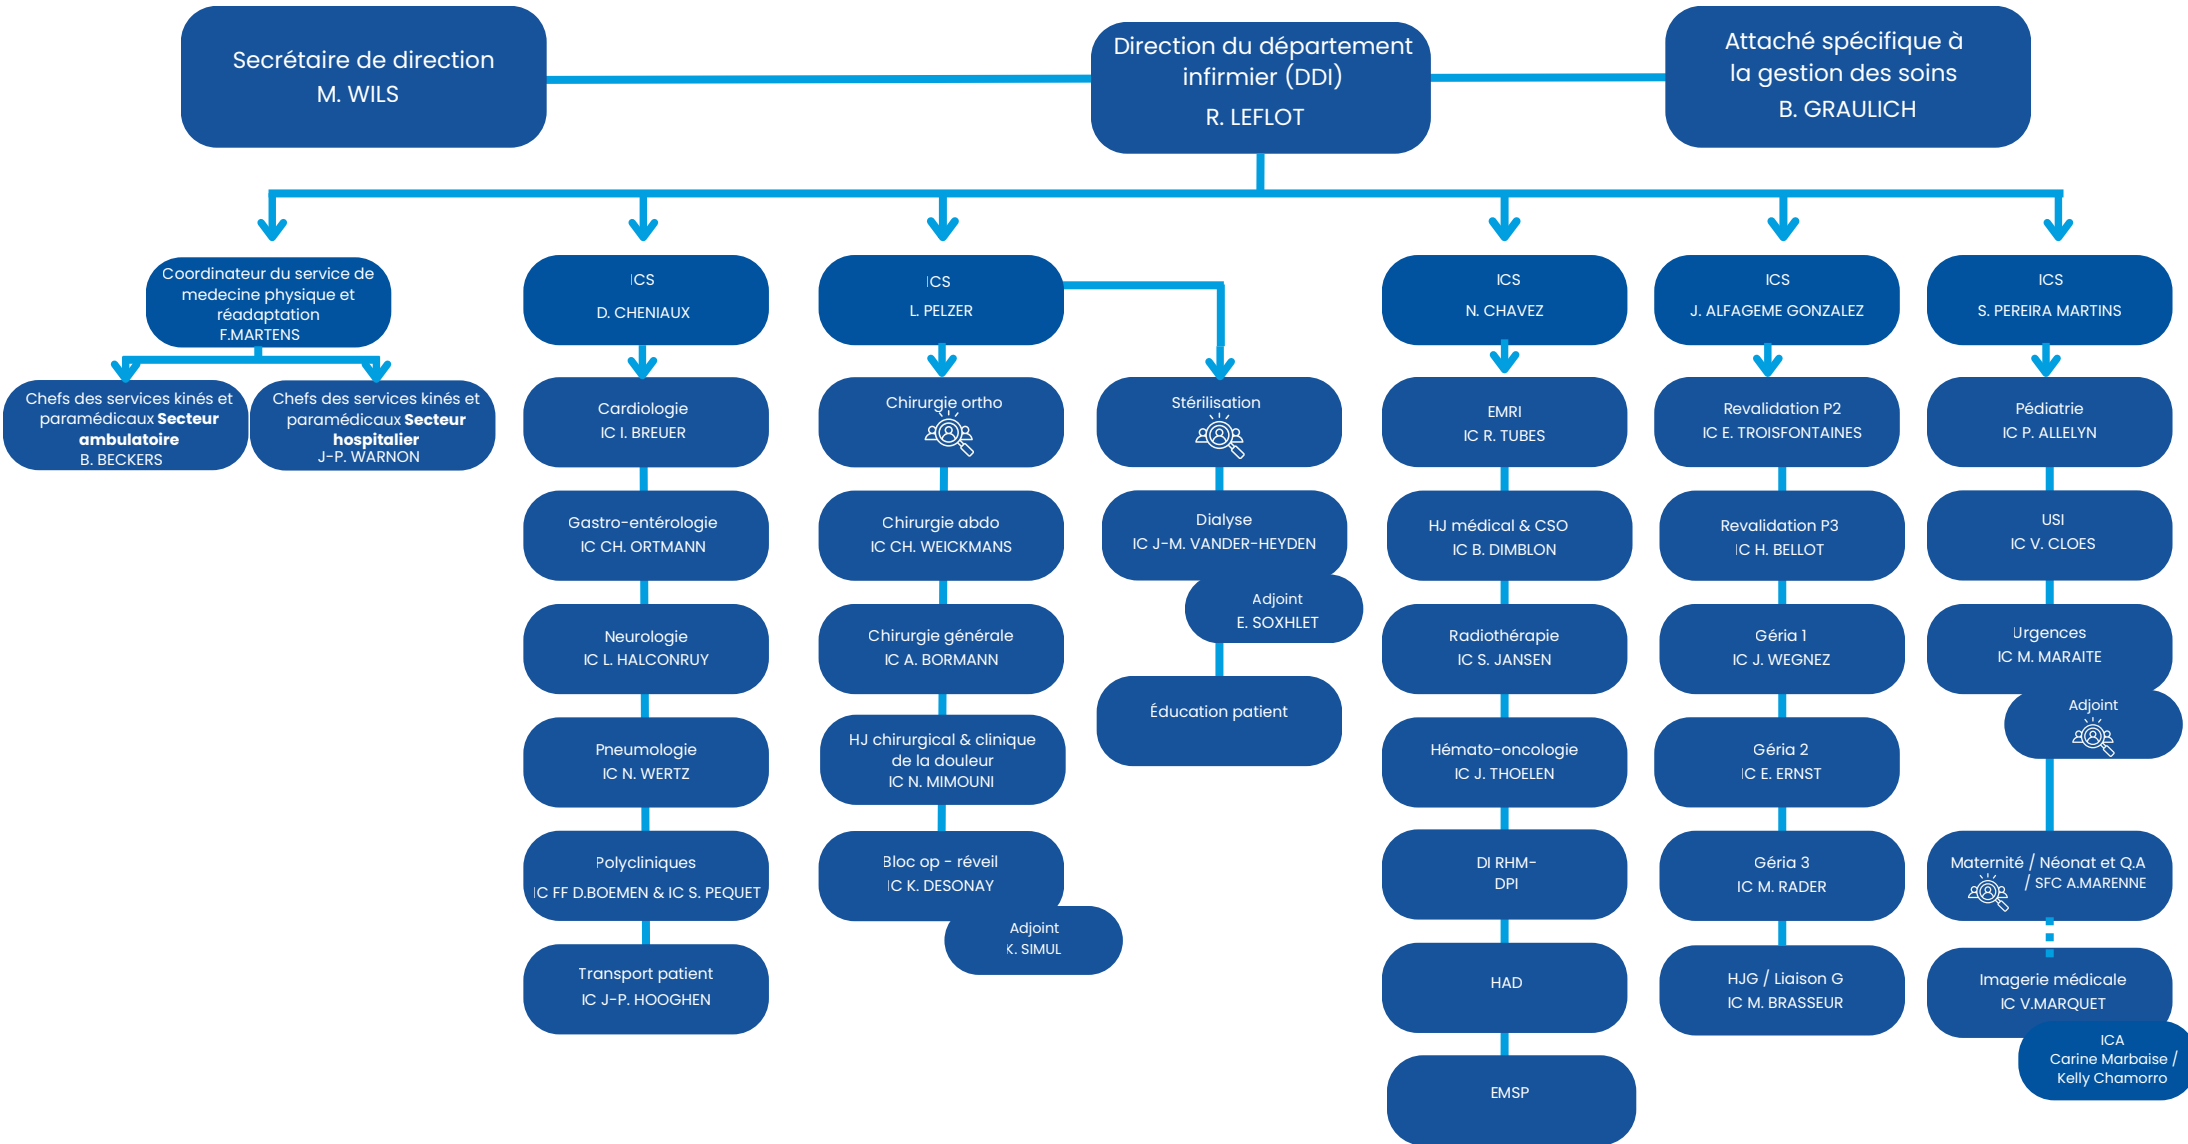 Secrétaire de direction
M. WILS
Direction du département
infirmier (DDI)
R. LEFLOT
Attaché spécifique à
la gestion des soins
B. GRAULICH
Coordinateur du service de
medecine physique et
réadaptation
F.MARTENS
Chefs des services kinés et
paramédicaux Secteur
ambulatoire
B. BECKERS
Chefs des services kinés et
paramédicaux Secteur
hospitalier
J-P. WARNON
ICS
D. CHENIAUX
Cardiologie
IC I. BREUER
Gastro-entérologie
IC CH. ORTMANN
Neurologie
IC L. HALCONRUY
Pneumologie
IC N. WERTZ
Polycliniques
IC FF D.BOEMEN & IC S. PEQUET
Transport patient
IC J-P. HOOGHEN
ICS
L. PELZER
Chirurgie ortho
Chirurgie abdo
IC CH. WEICKMANS
Chirurgie générale
IC A. BORMANN
HJ chirurgical & clinique
de la douleur
IC N. MIMOUNI
Bloc op - réveil
IC K. DESONAY
Adjoint
K. SIMUL
Stérilisation
Dialyse
IC J-M. VANDER-HEYDEN
Adjoint
E. SOXHLET
Éducation patient
ICS
N. CHAVEZ
EMRI
IC R. TUBES
HJ médical & CSO
IC B. DIMBLON
Radiothérapie
IC S. JANSEN
Hémato-oncologie
IC J. THOELEN
DI RHM-
DPI
HAD
EMSP
ICS
J. ALFAGEME GONZALEZ
Revalidation P2
IC E. TROISFONTAINES
Revalidation P3
IC H. BELLOT
Géria 1
IC J. WEGNEZ
Géria 2
IC E. ERNST
Géria 3
IC M. RADER
HJG / Liaison G
IC M. BRASSEUR
ICS
S. PEREIRA MARTINS
Pédiatrie
IC P. ALLELYN
USI
IC V. CLOES
Urgences
IC M. MARAITE
Adjoint
Maternité / Néonat et Q.A
/ SFC A.MARENNE
Imagerie médicale
IC V.MARQUET
ICA
Carine Marbaise /
Kelly Chamorro